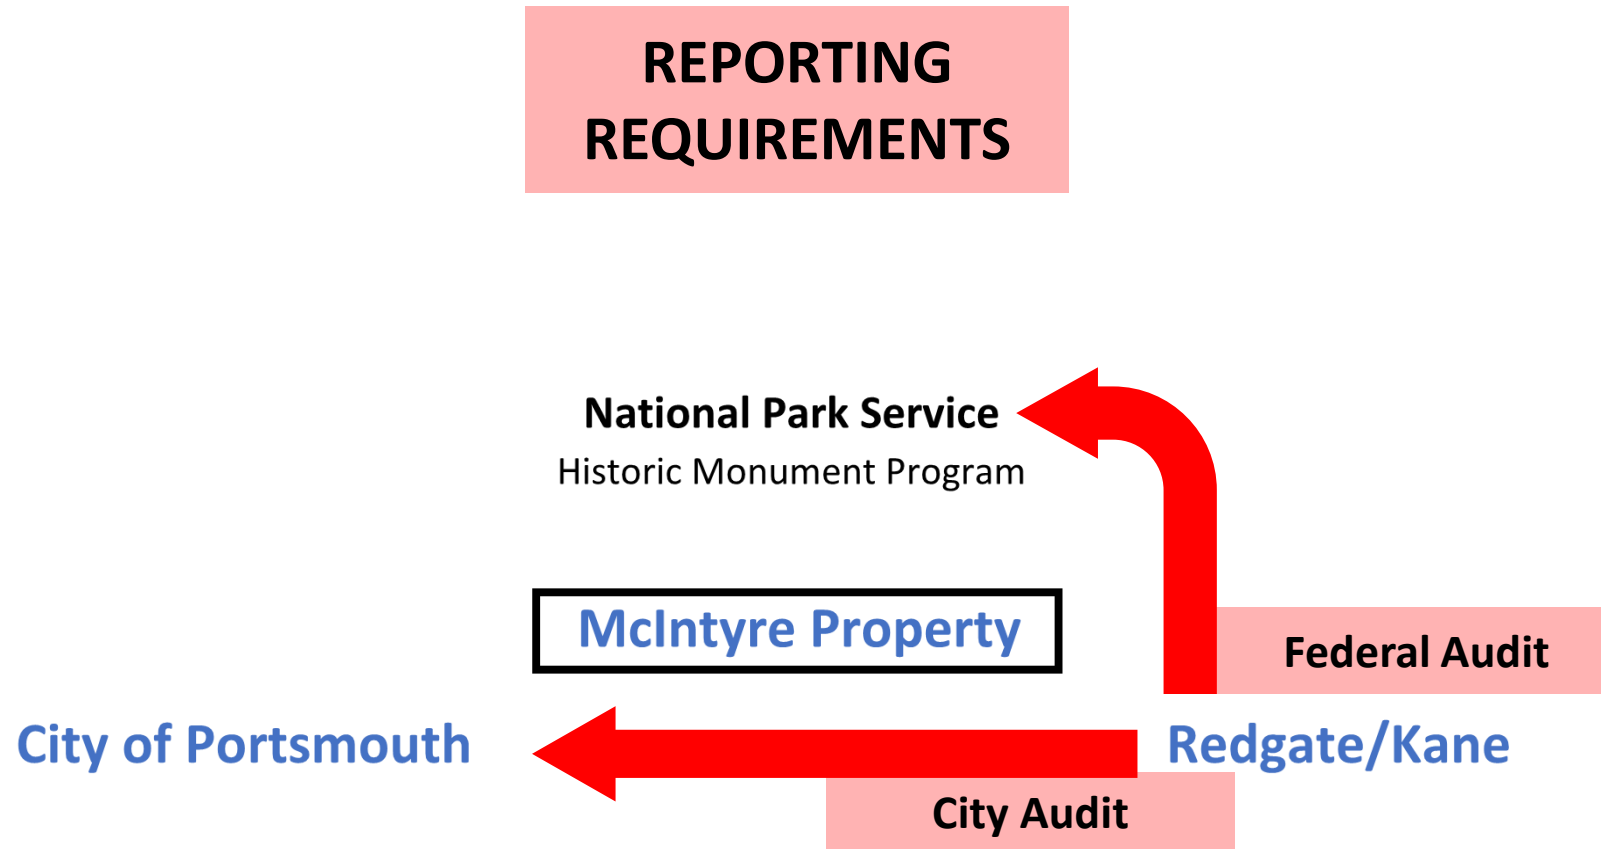 REPORTING
REQUIREMENTS
National Park Service
Historic Monument Program
McIntyre Property
Federal Audit
City of Portsmouth
Redgate/Kane
City Audit